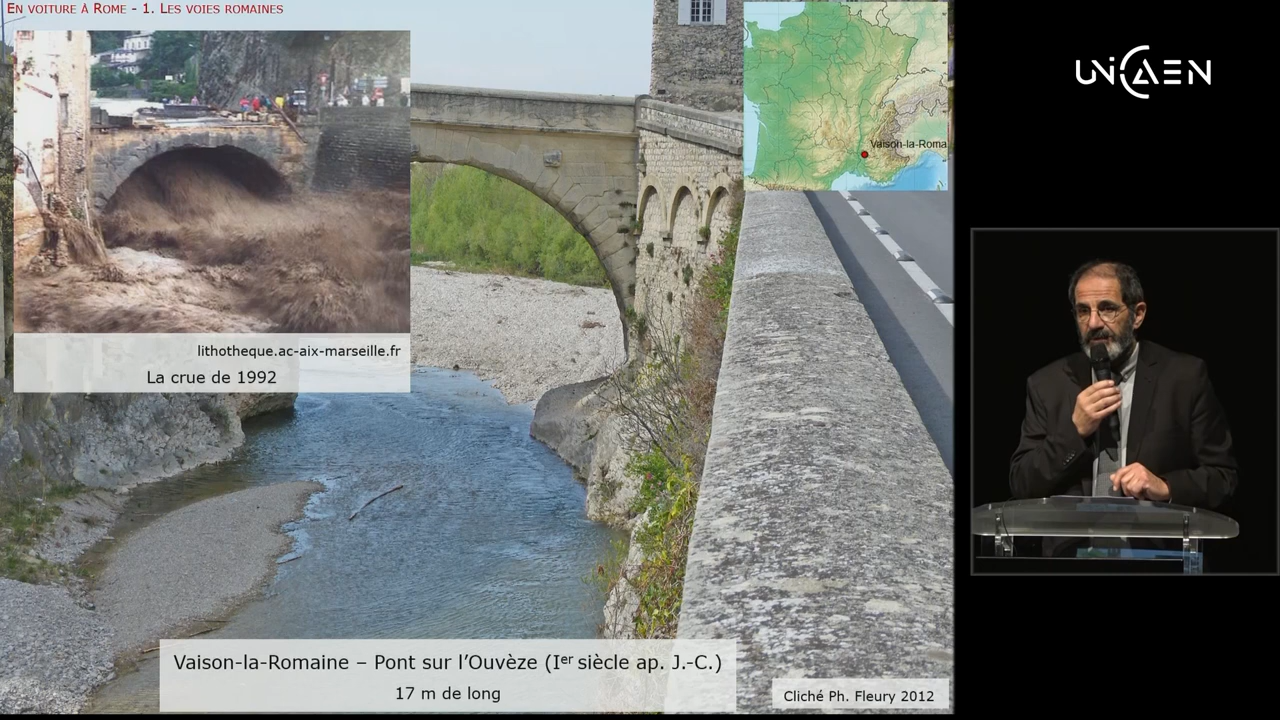 En voiture à Rome - 1. Les voies romaines
UNICAEN
Vaison-la-Roma
lithotheque.ac-aix-marseille.fr
La crue de 1992
Vaison-la-Romaine – Pont sur l'Ouvèze (Ier siècle ap. J.-C.)
17 m de long
Cliché Ph. Fleury 2012